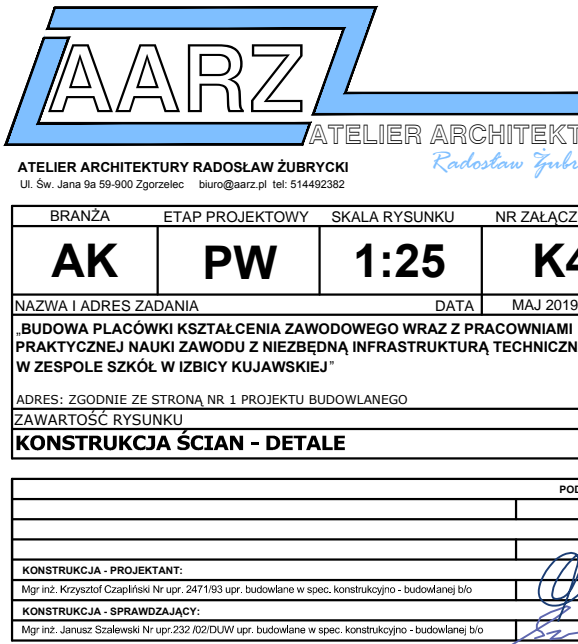 AARZ
ATELIER ARCHITEKT
Radosław Żubr
ATELIER ARCHITEKTURY RADOSŁAW ŻUBRYCKI
Ul. Św. Jana 9a 59-900 Zgorzelec biuro@aarz.pl tel: 514492382
BRANŻA ETAP PROJEKTOWY SKALA RYSUNKU NR ZAŁĄCZ
AK PW 1:25 K4
NAZWA I ADRES ZADANIA DATA MAJ 2019
„BUDOWA PLACÓWKI KSZTAŁCENIA ZAWODOWEGO WRAZ Z PRACOWNIAMI
PRAKTYCZNEJ NAUKI ZAWODU Z NIEZBĘDNĄ INFRASTRUKTURĄ TECHNICZN
W ZESPOLE SZKÓŁ W IZBICY KUJAWSKIEJ”
ADRES: ZGODNIE ZE STRONĄ NR 1 PROJEKTU BUDOWLANEGO
ZAWARTOŚĆ RYSUNKU
KONSTRUKCJA ŚCIAN - DETALE
POD
KONSTRUKCJA - PROJEKTANT:
Mgr inż. Krzysztof Czapliński Nr upr. 2471/93 upr. budowlane w spec. konstrukcyjno - budowlanej b/o
KONSTRUKCJA - SPRAWDZAJĄCY:
Mgr inż. Janusz Szalewski Nr upr.232 /02/DUW upr. budowlane w spec. konstrukcyjno - budowlanej b/o